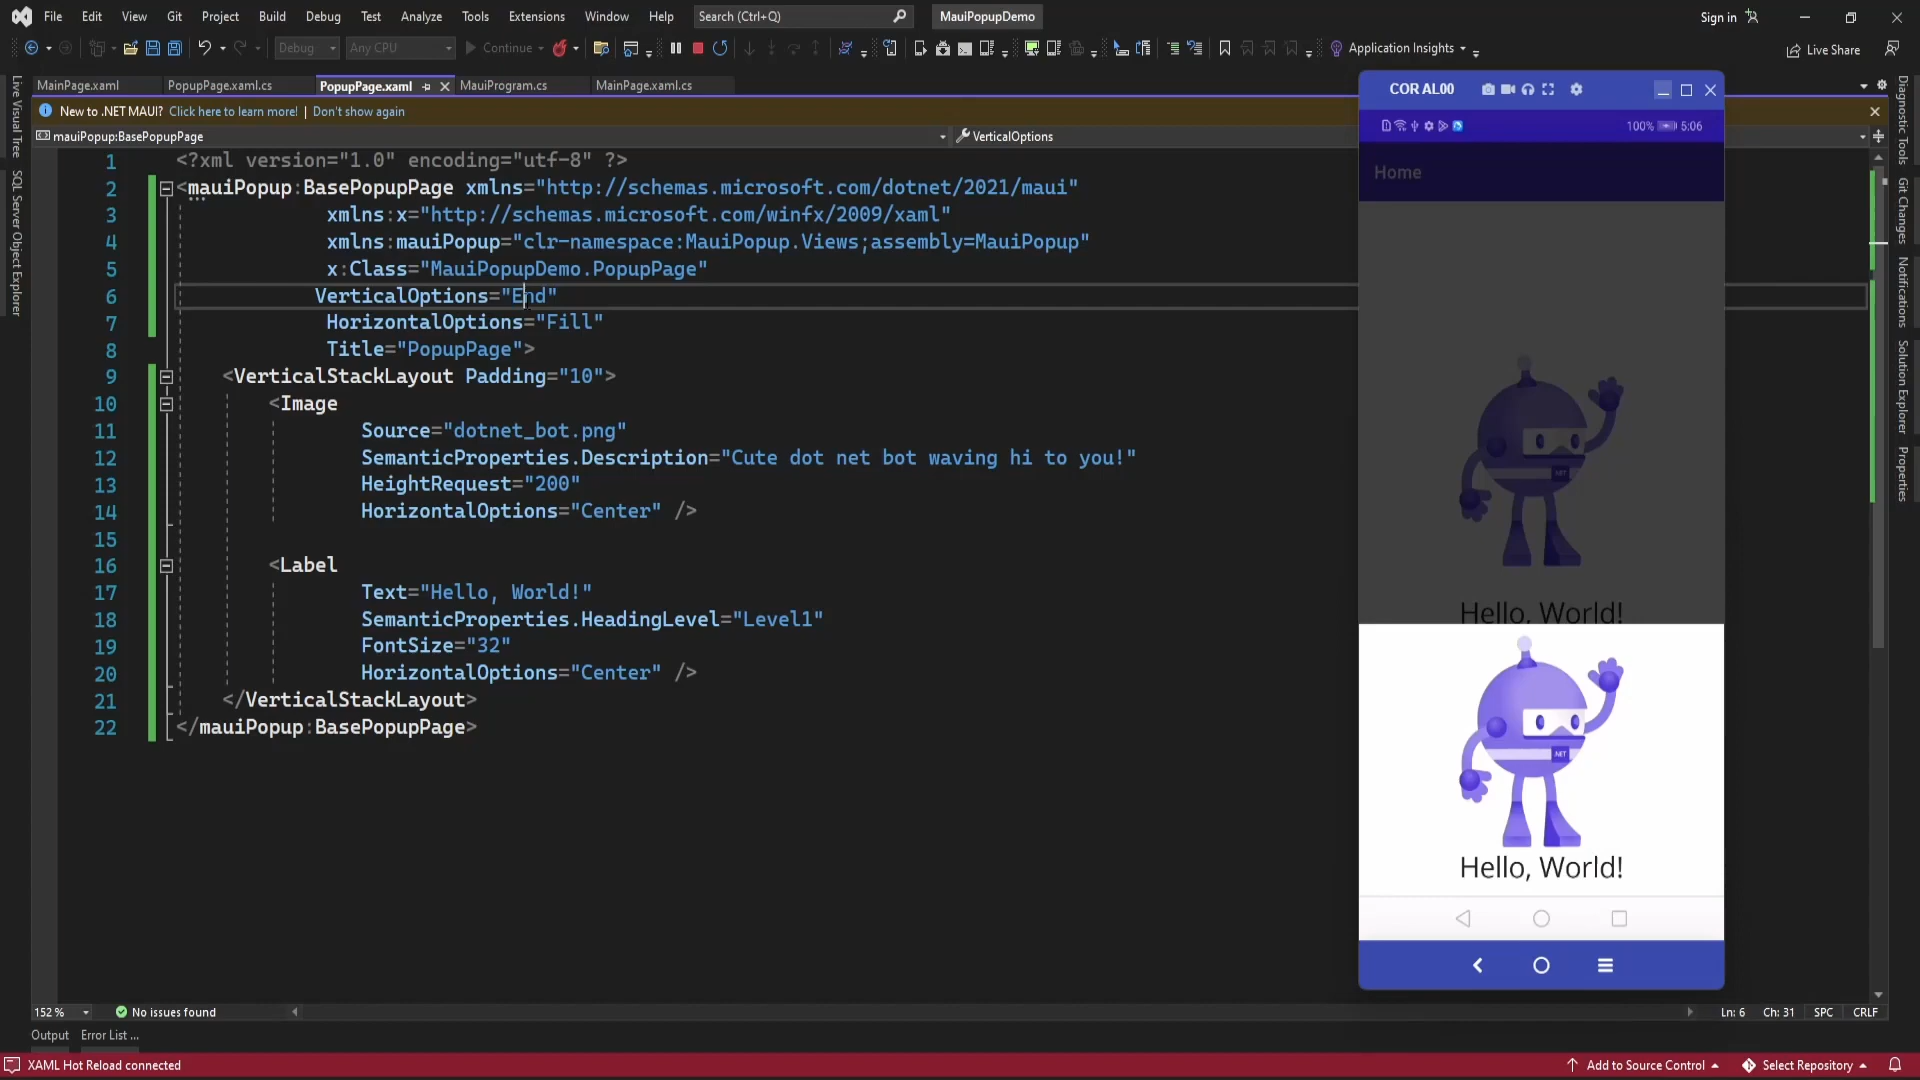 File Edit View Git Project Build Debug Test Analyze Tools Extensions Window Help Search (Ctrl+Q) MauiPopupDemo Sign in
Debug Any CPU Continue Application Insights Live Share
MainPage.xaml PopupPage.xaml.cs PopupPage.xaml MauiProgram.cs MainPage.xaml.cs
New to .NET MAUI? Click here to learn more! Don't show again
mauiPopup:BasePopupPage VerticalOptions
1 <?xml version="1.0" encoding="utf-8" ?>
2 <mauiPopup:BasePopupPage xmlns="http://schemas.microsoft.com/dotnet/2021/maui"
3 xmlns:x="http://schemas.microsoft.com/winfx/2009/xaml"
4 xmlns:mauiPopup="clr-namespace:MauiPopup.Views;assembly=MauiPopup"
5 x:Class="MauiPopupDemo.PopupPage"
6 VerticalOptions="End"
7 HorizontalOptions="Fill"
8 Title="PopupPage">
9 <VerticalStackLayout Padding="10">
10 <Image
11 Source="dotnet_bot.png"
12 SemanticProperties.Description="Cute dot net bot waving hi to you!"
13 HeightRequest="200"
14 HorizontalOptions="Center" />
15
16 <Label
17 Text="Hello, World!"
18 SemanticProperties.HeadingLevel="Level1"
19 FontSize="32"
20 HorizontalOptions="Center" />
21 </VerticalStackLayout>
22 </mauiPopup:BasePopupPage>
Live Visual Tree
SQL Server Object Explorer
COR AL00
100% 5:06
Home
.NET
Hello, World!
.NET
Hello, World!
Diagnostic Tools
Git Changes
Notifications
Solution Explorer
Properties
152 % No issues found Ln: 6 Ch: 31 SPC CRLF
Output Error List ...
XAML Hot Reload connected Add to Source Control Select Repository